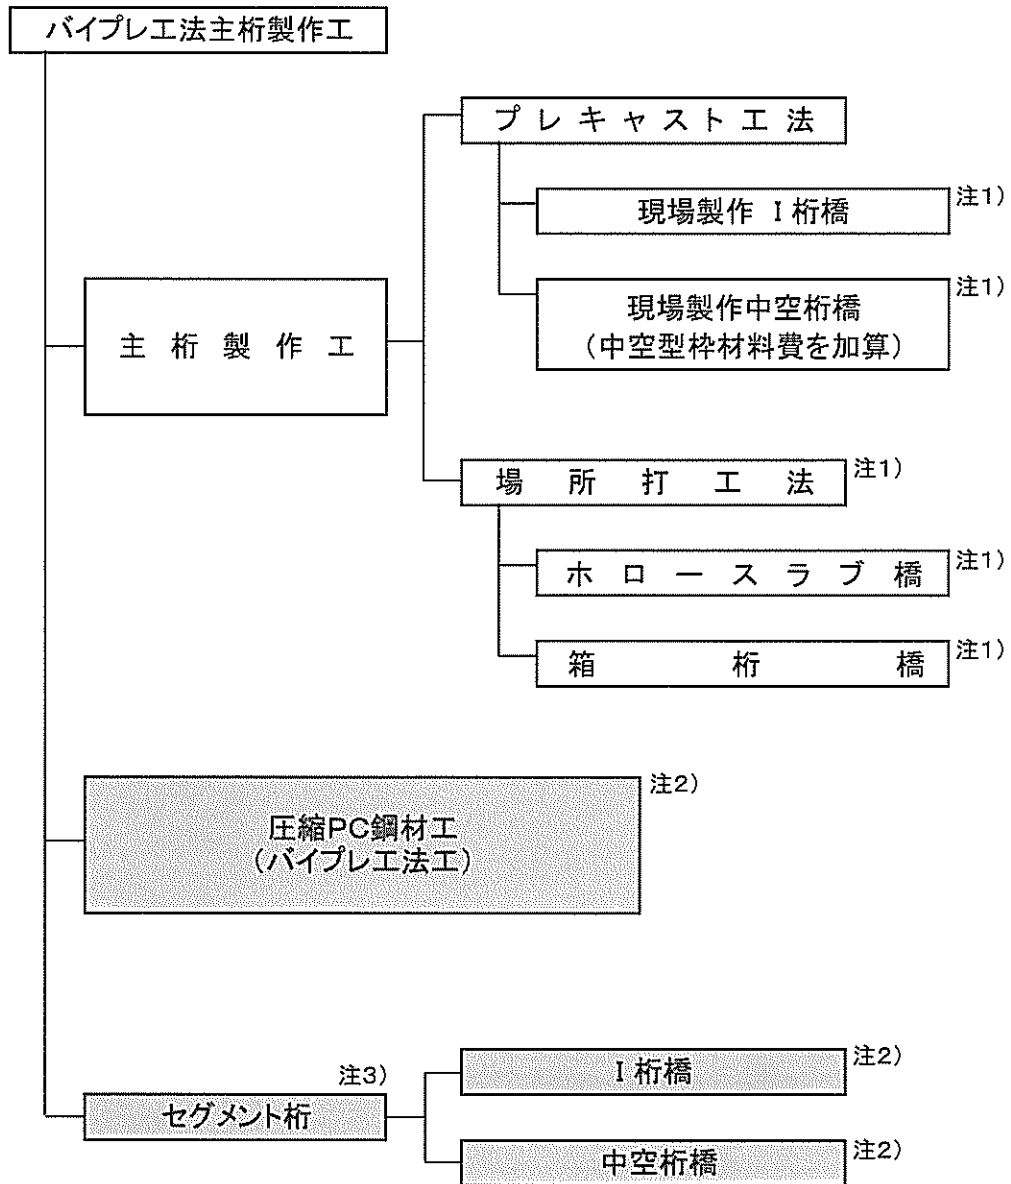 バイプレ工法主桁製作工
プレキャスト工法
現場製作 I 桁橋 注1)
現場製作中空桁橋 注1)
(中空型枠材料費を加算)
主桁製作工
場所打工法 注1)
ホロースラブ橋 注1)
箱桁橋 注1)
圧縮PC鋼材工 注2)
(バイプレ工法工)
セグメント桁 注3)
I 桁橋 注2)
中空桁橋 注2)